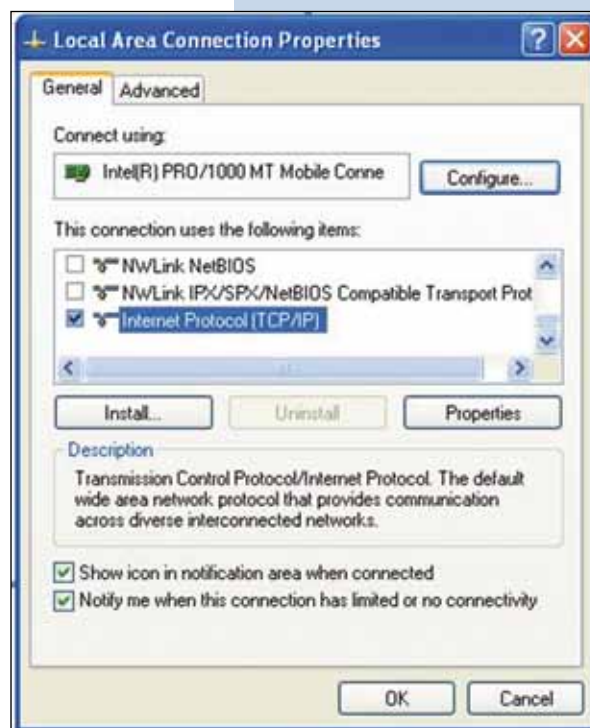 Local Area Connection Properties
General
Advanced
Connect using:
Intel(R) PRO/1000 MT Mobile Conne
Configure...
This connection uses the following items:
NWLink NetBIOS
NWLink IPX/SPX/NetBIOS Compatible Transport Prot
Internet Protocol (TCP/IP)
Install...
Uninstall
Properties
Description
Transmission Control Protocol/Internet Protocol. The default
wide area network protocol that provides communication
across diverse interconnected networks.
Show icon in notification area when connected
Notify me when this connection has limited or no connectivity
OK
Cancel